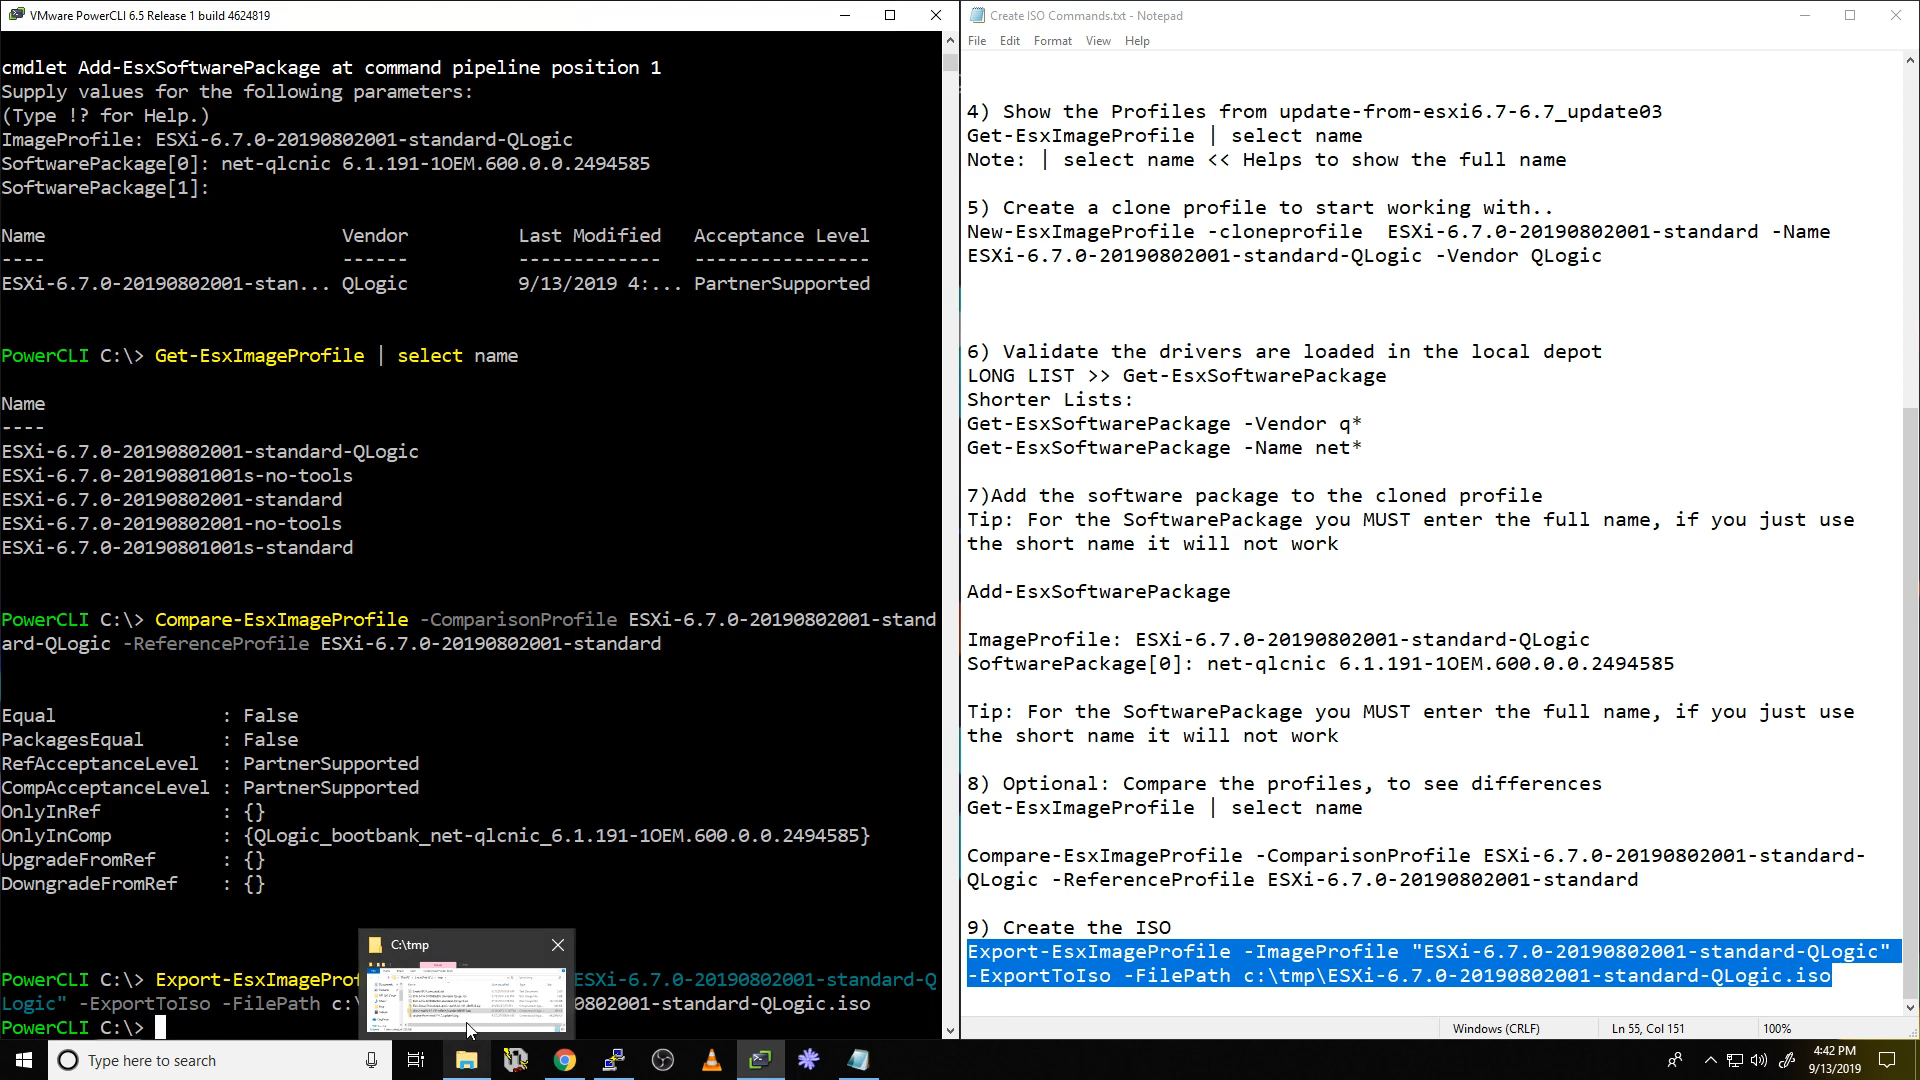 VMware PowerCLI 6.5 Release 1 build 4624819
cmdlet Add-EsxSoftwarePackage at command pipeline position 1
Supply values for the following parameters:
(Type !? for Help.)
ImageProfile: ESXi-6.7.0-20190802001-standard-QLogic
SoftwarePackage[0]: net-qlcnic 6.1.191-1OEM.600.0.0.2494585
SoftwarePackage[1]:
Name Vendor Last Modified Acceptance Level
---- ------ ------------- ----------------
ESXi-6.7.0-20190802001-stan... QLogic 9/13/2019 4:... PartnerSupported
PowerCLI C:\> Get-EsxImageProfile | select name
Name
----
ESXi-6.7.0-20190802001-standard-QLogic
ESXi-6.7.0-20190801001s-no-tools
ESXi-6.7.0-20190802001-standard
ESXi-6.7.0-20190802001-no-tools
ESXi-6.7.0-20190801001s-standard
PowerCLI C:\> Compare-EsxImageProfile -ComparisonProfile ESXi-6.7.0-20190802001-stand
ard-QLogic -ReferenceProfile ESXi-6.7.0-20190802001-standard
Equal : False
PackagesEqual : False
RefAcceptanceLevel : PartnerSupported
CompAcceptanceLevel : PartnerSupported
OnlyInRef : {}
OnlyInComp : {QLogic_bootbank_net-qlcnic_6.1.191-1OEM.600.0.0.2494585}
UpgradeFromRef : {}
DowngradeFromRef : {}
PowerCLI C:\> Export-EsxImageProf ESXi-6.7.0-20190802001-standard-Q
Logic" -ExportToIso -FilePath c:\ 0802001-standard-QLogic.iso
PowerCLI C:\>
C:\tmp
Create ISO Commands.txt - Notepad
File Edit Format View Help
4) Show the Profiles from update-from-esxi6.7-6.7_update03
Get-EsxImageProfile | select name
Note: | select name << Helps to show the full name
5) Create a clone profile to start working with..
New-EsxImageProfile -cloneprofile ESXi-6.7.0-20190802001-standard -Name
ESXi-6.7.0-20190802001-standard-QLogic -Vendor QLogic
6) Validate the drivers are loaded in the local depot
LONG LIST >> Get-EsxSoftwarePackage
Shorter Lists:
Get-EsxSoftwarePackage -Vendor q*
Get-EsxSoftwarePackage -Name net*
7)Add the software package to the cloned profile
Tip: For the SoftwarePackage you MUST enter the full name, if you just use
the short name it will not work
Add-EsxSoftwarePackage
ImageProfile: ESXi-6.7.0-20190802001-standard-QLogic
SoftwarePackage[0]: net-qlcnic 6.1.191-1OEM.600.0.0.2494585
Tip: For the SoftwarePackage you MUST enter the full name, if you just use
the short name it will not work
8) Optional: Compare the profiles, to see differences
Get-EsxImageProfile | select name
Compare-EsxImageProfile -ComparisonProfile ESXi-6.7.0-20190802001-standard-
QLogic -ReferenceProfile ESXi-6.7.0-20190802001-standard
9) Create the ISO
Export-EsxImageProfile -ImageProfile "ESXi-6.7.0-20190802001-standard-QLogic"
-ExportToIso -FilePath c:\tmp\ESXi-6.7.0-20190802001-standard-QLogic.iso
Windows (CRLF) Ln 55, Col 151 100%
Type here to search
4:42 PM
9/13/2019